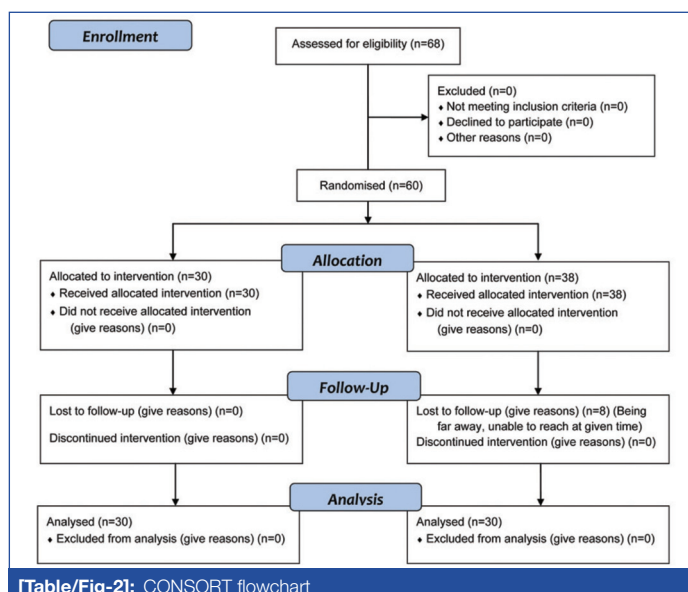 Enrollment
Assessed for eligibility (n=68)
Excluded (n=0)
♦ Not meeting inclusion criteria (n=0)
♦ Declined to participate (n=0)
♦ Other reasons (n=0)
Randomised (n=60)
Allocation
Allocated to intervention (n=30)
♦ Received allocated intervention (n=30)
♦ Did not receive allocated intervention
(give reasons) (n=0)
Allocated to intervention (n=38)
♦ Received allocated intervention (n=38)
♦ Did not receive allocated intervention
(give reasons) (n=0)
Follow-Up
Lost to follow-up (give reasons) (n=0)
Discontinued intervention (give reasons) (n=0)
Lost to follow-up (give reasons) (n=8) (Being
far away, unable to reach at given time)
Discontinued intervention (give reasons) (n=0)
Analysis
Analysed (n=30)
♦ Excluded from analysis (give reasons) (n=0)
Analysed (n=30)
♦ Excluded from analysis (give reasons) (n=0)
[Table/Fig-2]: CONSORT flowchart